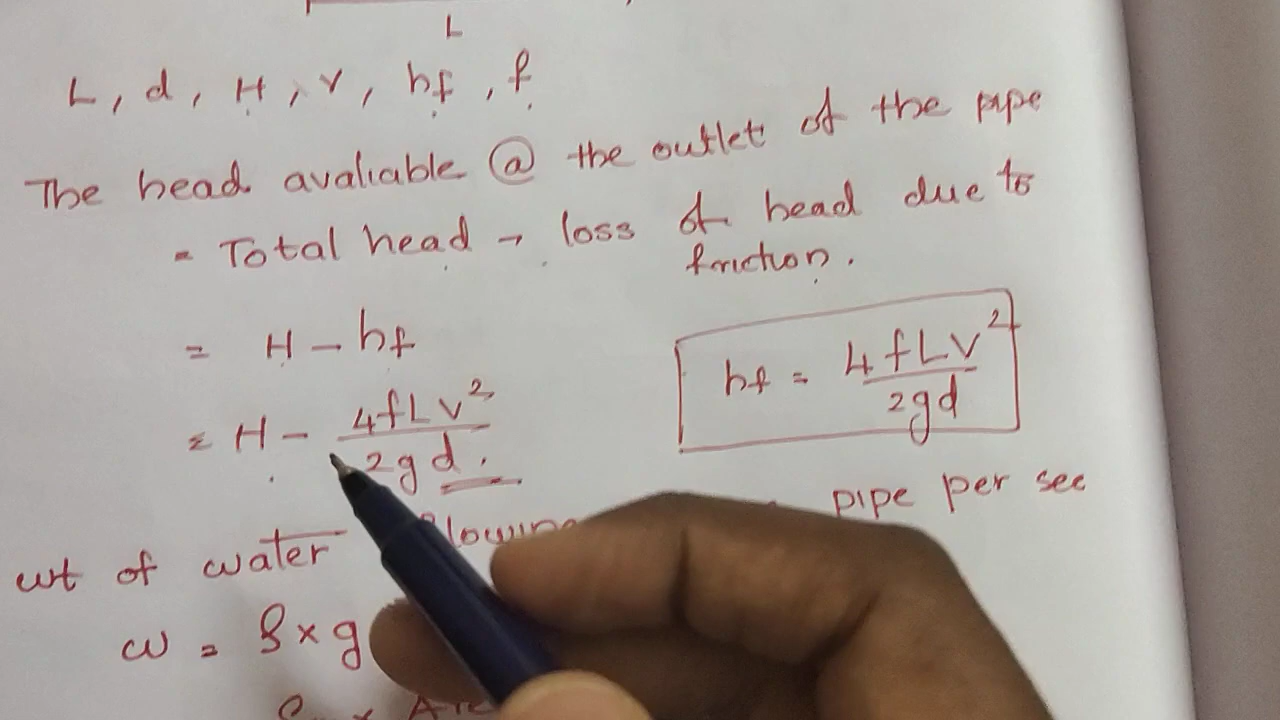 L
L, d, H, V, hf, f
The head avaliable @ the outlet of the pipe
= Total head - loss of head due to
friction.
= H - hf
hf = 4fLV²/2gd
= H - 4fLV²/2gd.
wt of water flowing pipe per sec
w = ρ×g